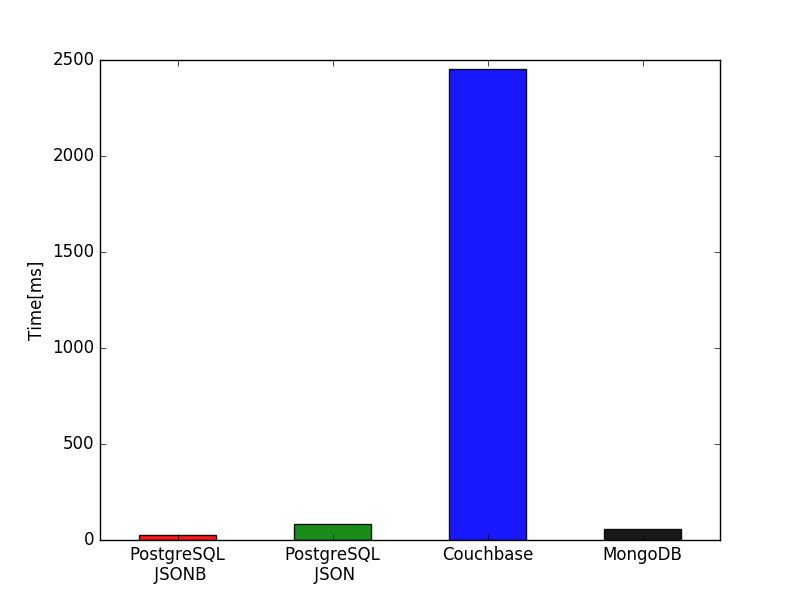 2500
2000
1500
1000
500
0
Time[ms]
PostgreSQL
JSONB
PostgreSQL
JSON
Couchbase
MongoDB